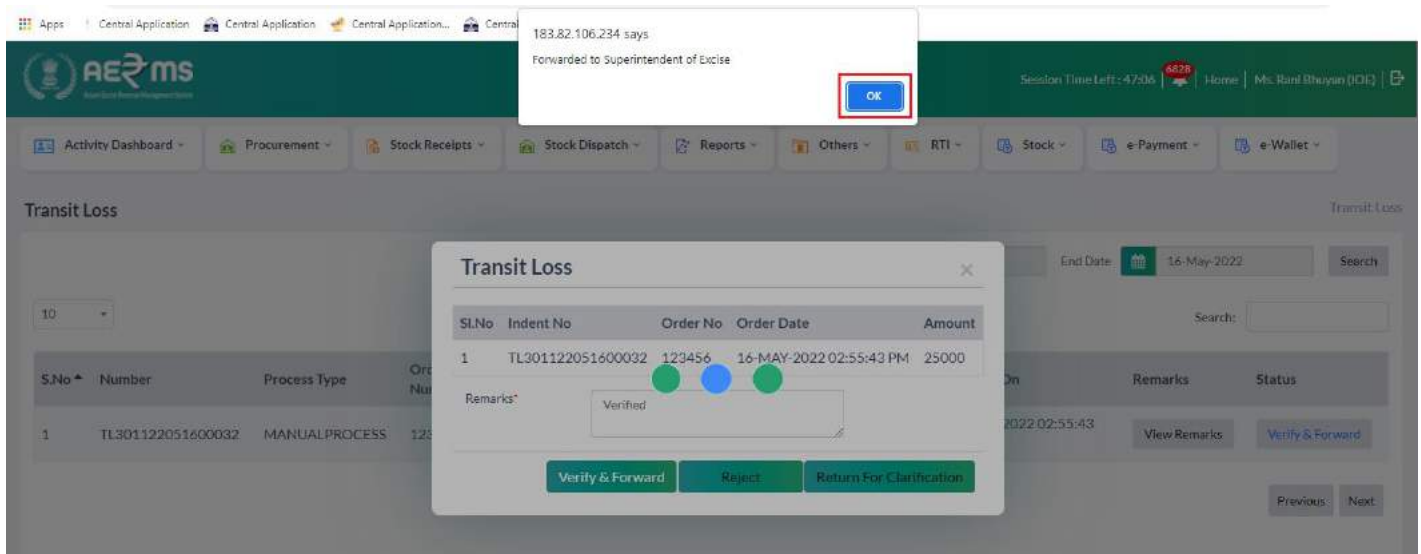 Apps Central Application Central Application Central Application... Central
183.82.106.234 says
Forwarded to Superintendent of Excise
OK
AERMS
Session Time Left : 47:06 6828 Home Ms. Rani Bhuyan (IOE)
Activity Dashboard Procurement Stock Receipts Stock Dispatch Reports Others RTI Stock e-Payment e-Wallet
Transit Loss Transit Loss
End Date 16-May-2022 Search
10 Search:
Transit Loss ×
Sl.No Indent No Order No Order Date Amount
1 TL301122051600032 123456 16-MAY-2022 02:55:43 PM 25000
Remarks* Verified
Verify & Forward Reject Return For Clarification
S.No Number Process Type On Remarks Status
1 TL301122051600032 MANUALPROCESS 2022 02:55:43 View Remarks Verify & Forward
Previous Next